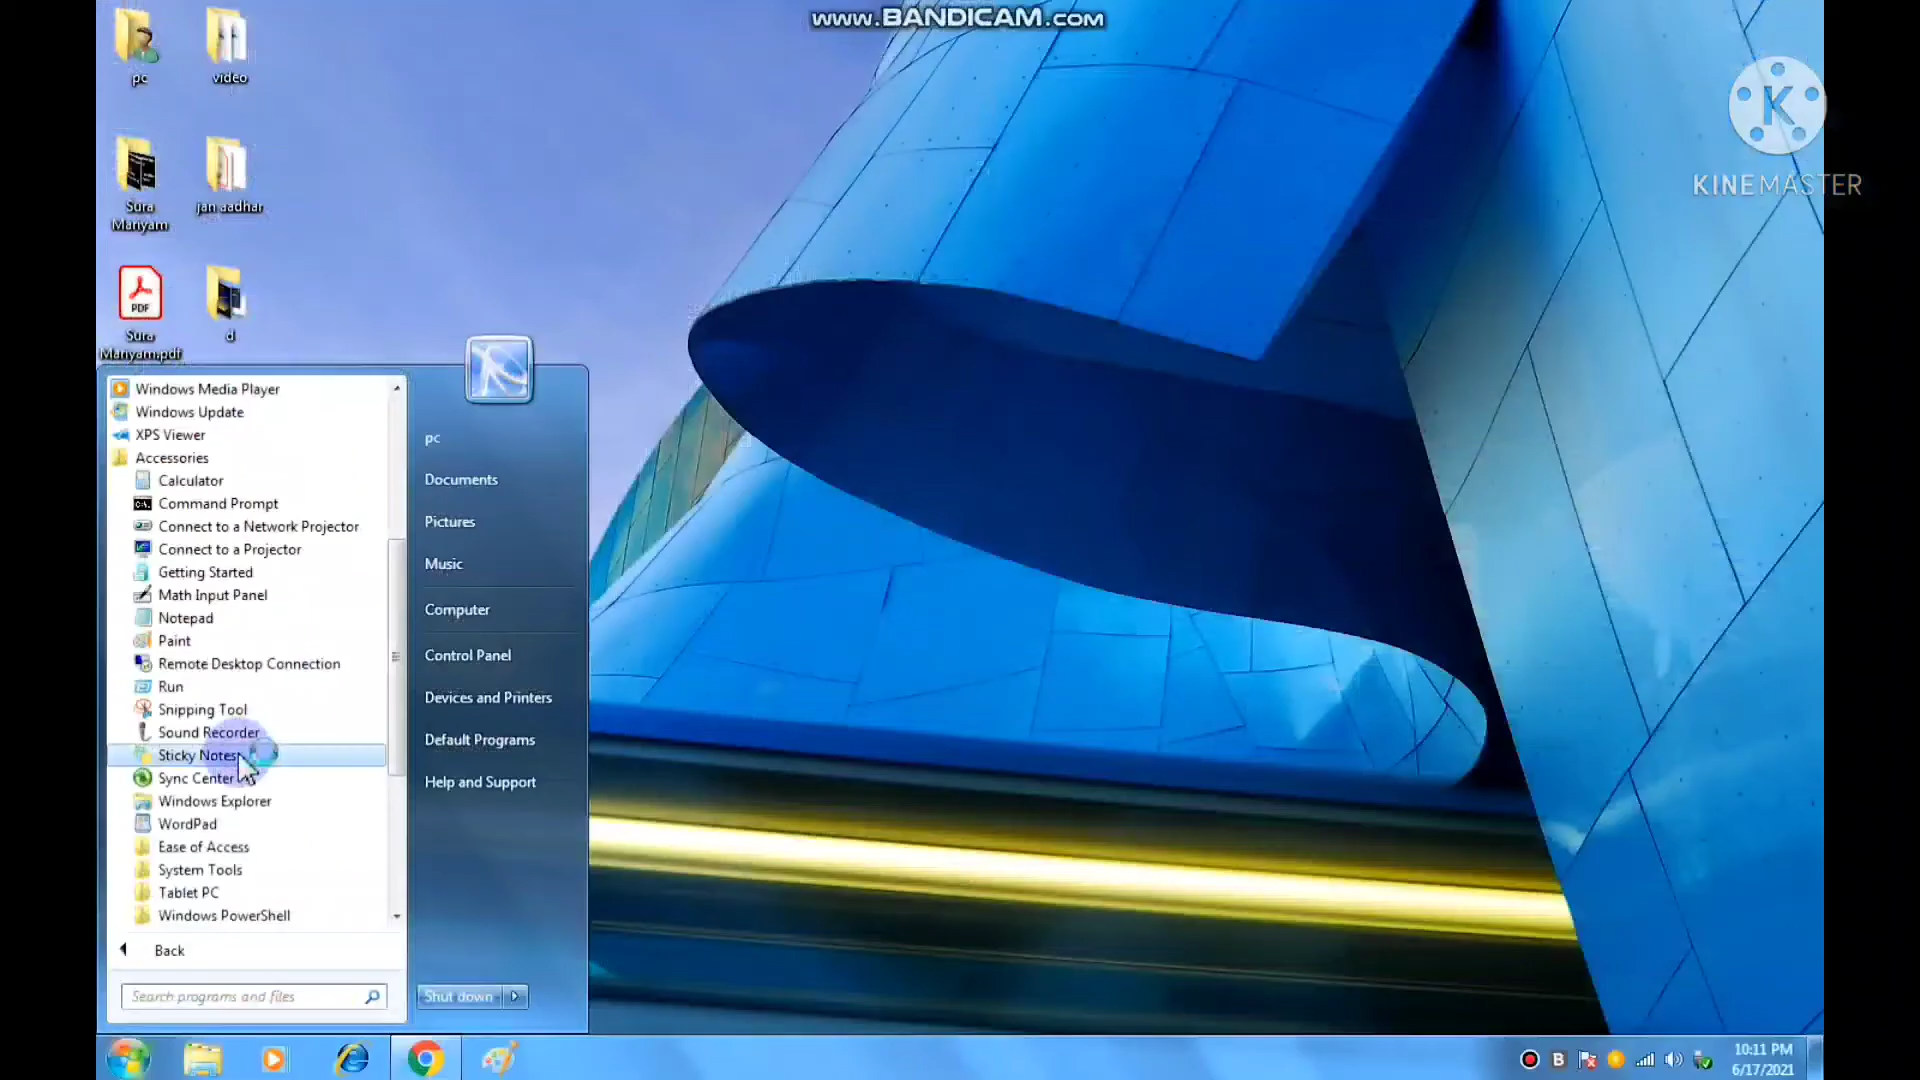 www.BANDICAM.com
pc
video
K
KINEMASTER
Sura
Mariyam
jan aadhar
PDF
Sura
Mariyam.pdf
d
Windows Media Player
Windows Update
XPS Viewer
Accessories
Calculator
Command Prompt
Connect to a Network Projector
Connect to a Projector
Getting Started
Math Input Panel
Notepad
Paint
Remote Desktop Connection
Run
Snipping Tool
Sound Recorder
Sticky Notes
Sync Center
Windows Explorer
WordPad
Ease of Access
System Tools
Tablet PC
Windows PowerShell
Back
Search programs and files
pc
Documents
Pictures
Music
Computer
Control Panel
Devices and Printers
Default Programs
Help and Support
Shut down
B
10:11 PM
6/17/2021